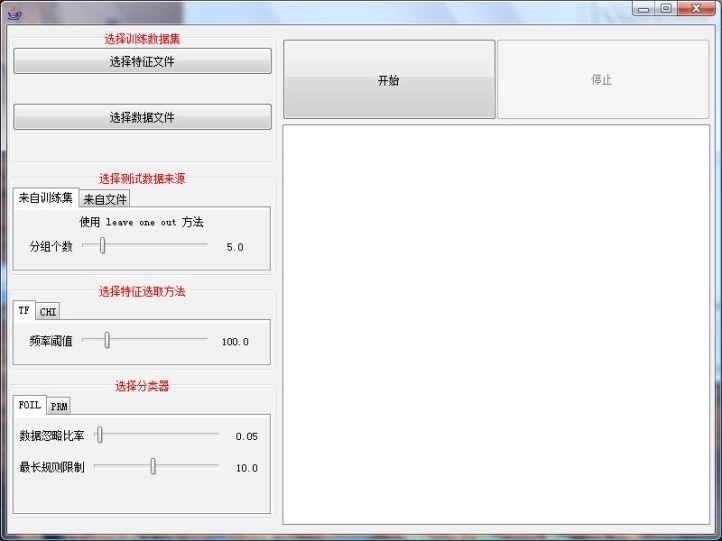 选择训练数据集
选择特征文件
选择数据文件
开始
停止
选择测试数据来源
来自训练集 来自文件
使用 leave one out 方法
分组个数 5.0
选择特征选取方法
TF CHI
频率阈值 100.0
选择分类器
FOIL PRM
数据忽略比率 0.05
最长规则限制 10.0